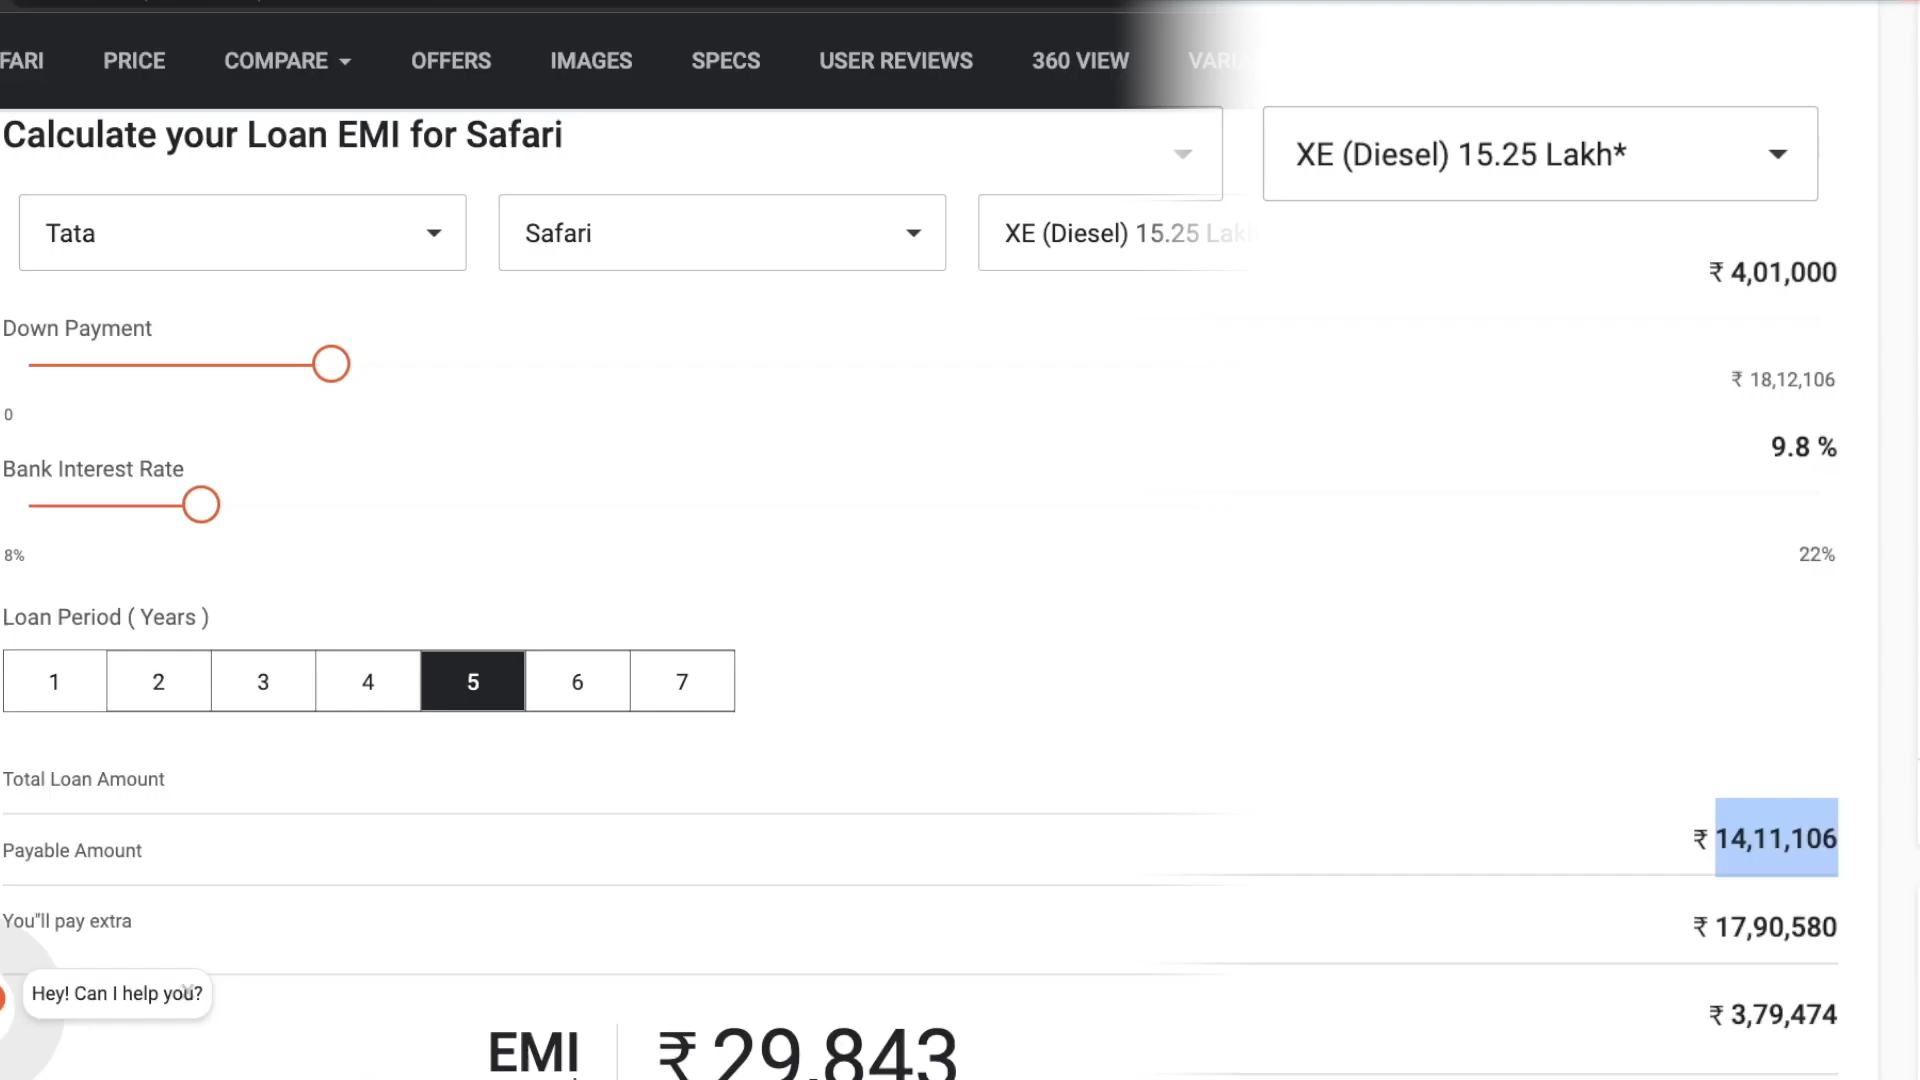 FARI PRICE COMPARE OFFERS IMAGES SPECS USER REVIEWS 360 VIEW VARI
Calculate your Loan EMI for Safari
XE (Diesel) 15.25 Lakh*
Tata Safari XE (Diesel) 15.25 Lakh
₹ 4,01,000
Down Payment
₹ 18,12,106
0
9.8 %
Bank Interest Rate
8% 22%
Loan Period ( Years )
1 2 3 4 5 6 7
Total Loan Amount
₹ 14,11,106
Payable Amount
You"ll pay extra
₹ 17,90,580
Hey! Can I help you?
₹ 3,79,474
EMI ₹ 29,843